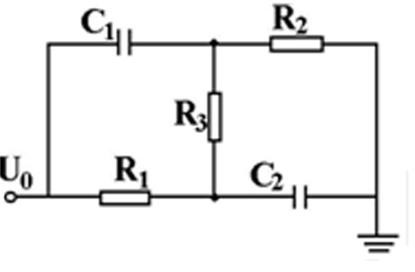 C₁
R₂
R₃
U₀
R₁
C₂